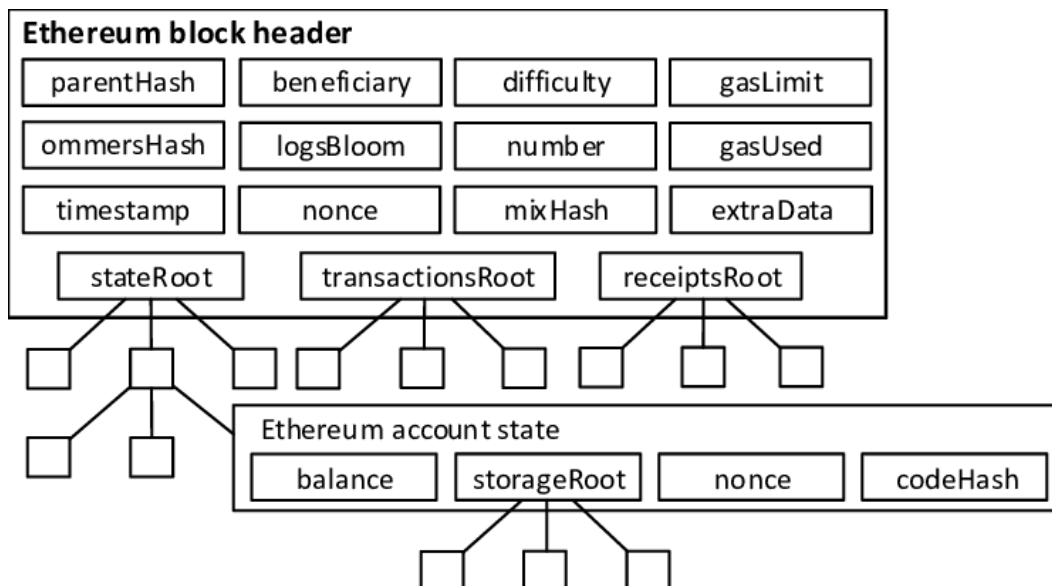 Ethereum block header
parentHash beneficiary difficulty gasLimit
ommersHash logsBloom number gasUsed
timestamp nonce mixHash extraData
stateRoot transactionsRoot receiptsRoot
Ethereum account state
balance storageRoot nonce codeHash